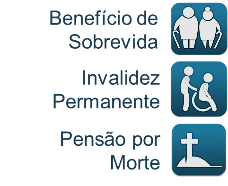 Benefício de
Sobrevida
Invalidez
Permanente
Pensão por
Morte